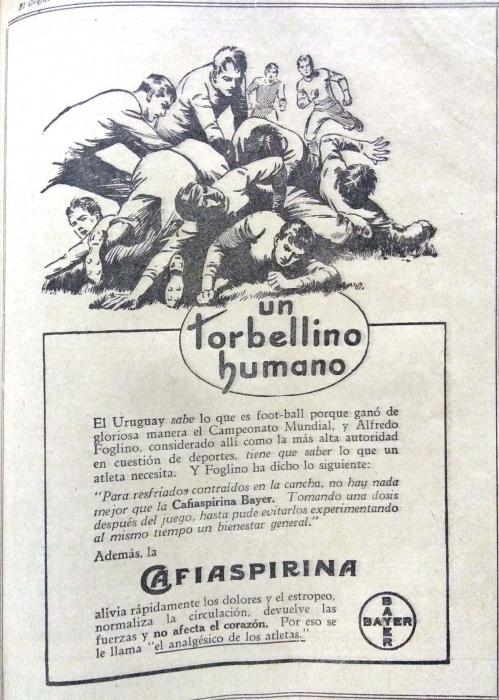 El Gráfi
un
torbellino
humano
El Uruguay sabe lo que es foot-ball porque ganó de
gloriosa manera el Campeonato Mundial, y Alfredo
Foglino, considerado allí como la más alta autoridad
en cuestión de deportes, tiene que saber lo que un
atleta necesita. Y Foglino ha dicho lo siguiente:
"Para resfriados contraídos en la cancha, no hay nada
mejor que la Cafiaspirina Bayer. Tomando una dosis
después del juego, hasta pude evitarlos experimentando
al mismo tiempo un bienestar general."
Además, la
CAFIASPIRINA
alivia rápidamente los dolores y el estropeo,
normaliza la circulación, devuelve las
fuerzas y no afecta el corazón. Por eso se
le llama "el analgésico de los atletas."
BAYER
BAYER